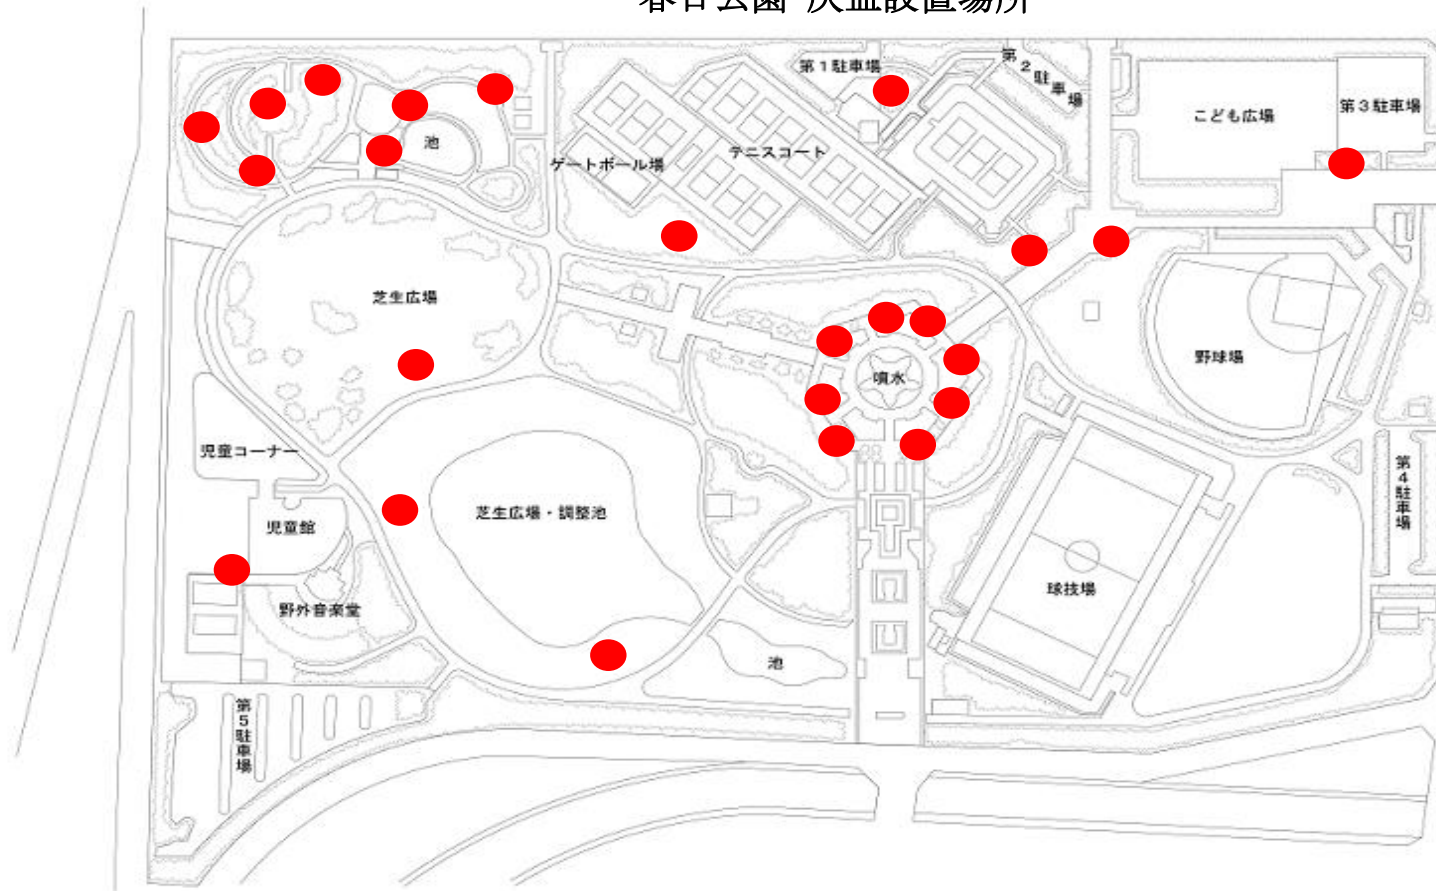 春日公園 灰皿設置場所
第1駐車場
第2駐車場
こども広場
第3駐車場
池
ゲートボール場
テニスコート
芝生広場
噴水
野球場
児童コーナー
芝生広場・調整池
第4駐車場
児童館
球技場
野外音楽堂
池
第5駐車場